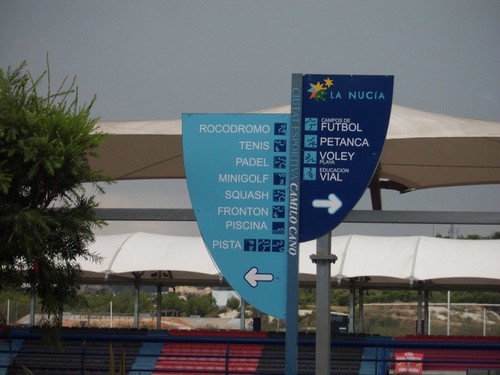 ROCODROMO
TENIS
PADEL
MINIGOLF
SQUASH
FRONTON
PISCINA
PISTA
CIUTAT ESPORTIVA CAMILO CANO
LA NUCÍA
CAMPOS DE
FUTBOL
PETANCA
VOLEY
PLAYA
EDUCACION
VIAL